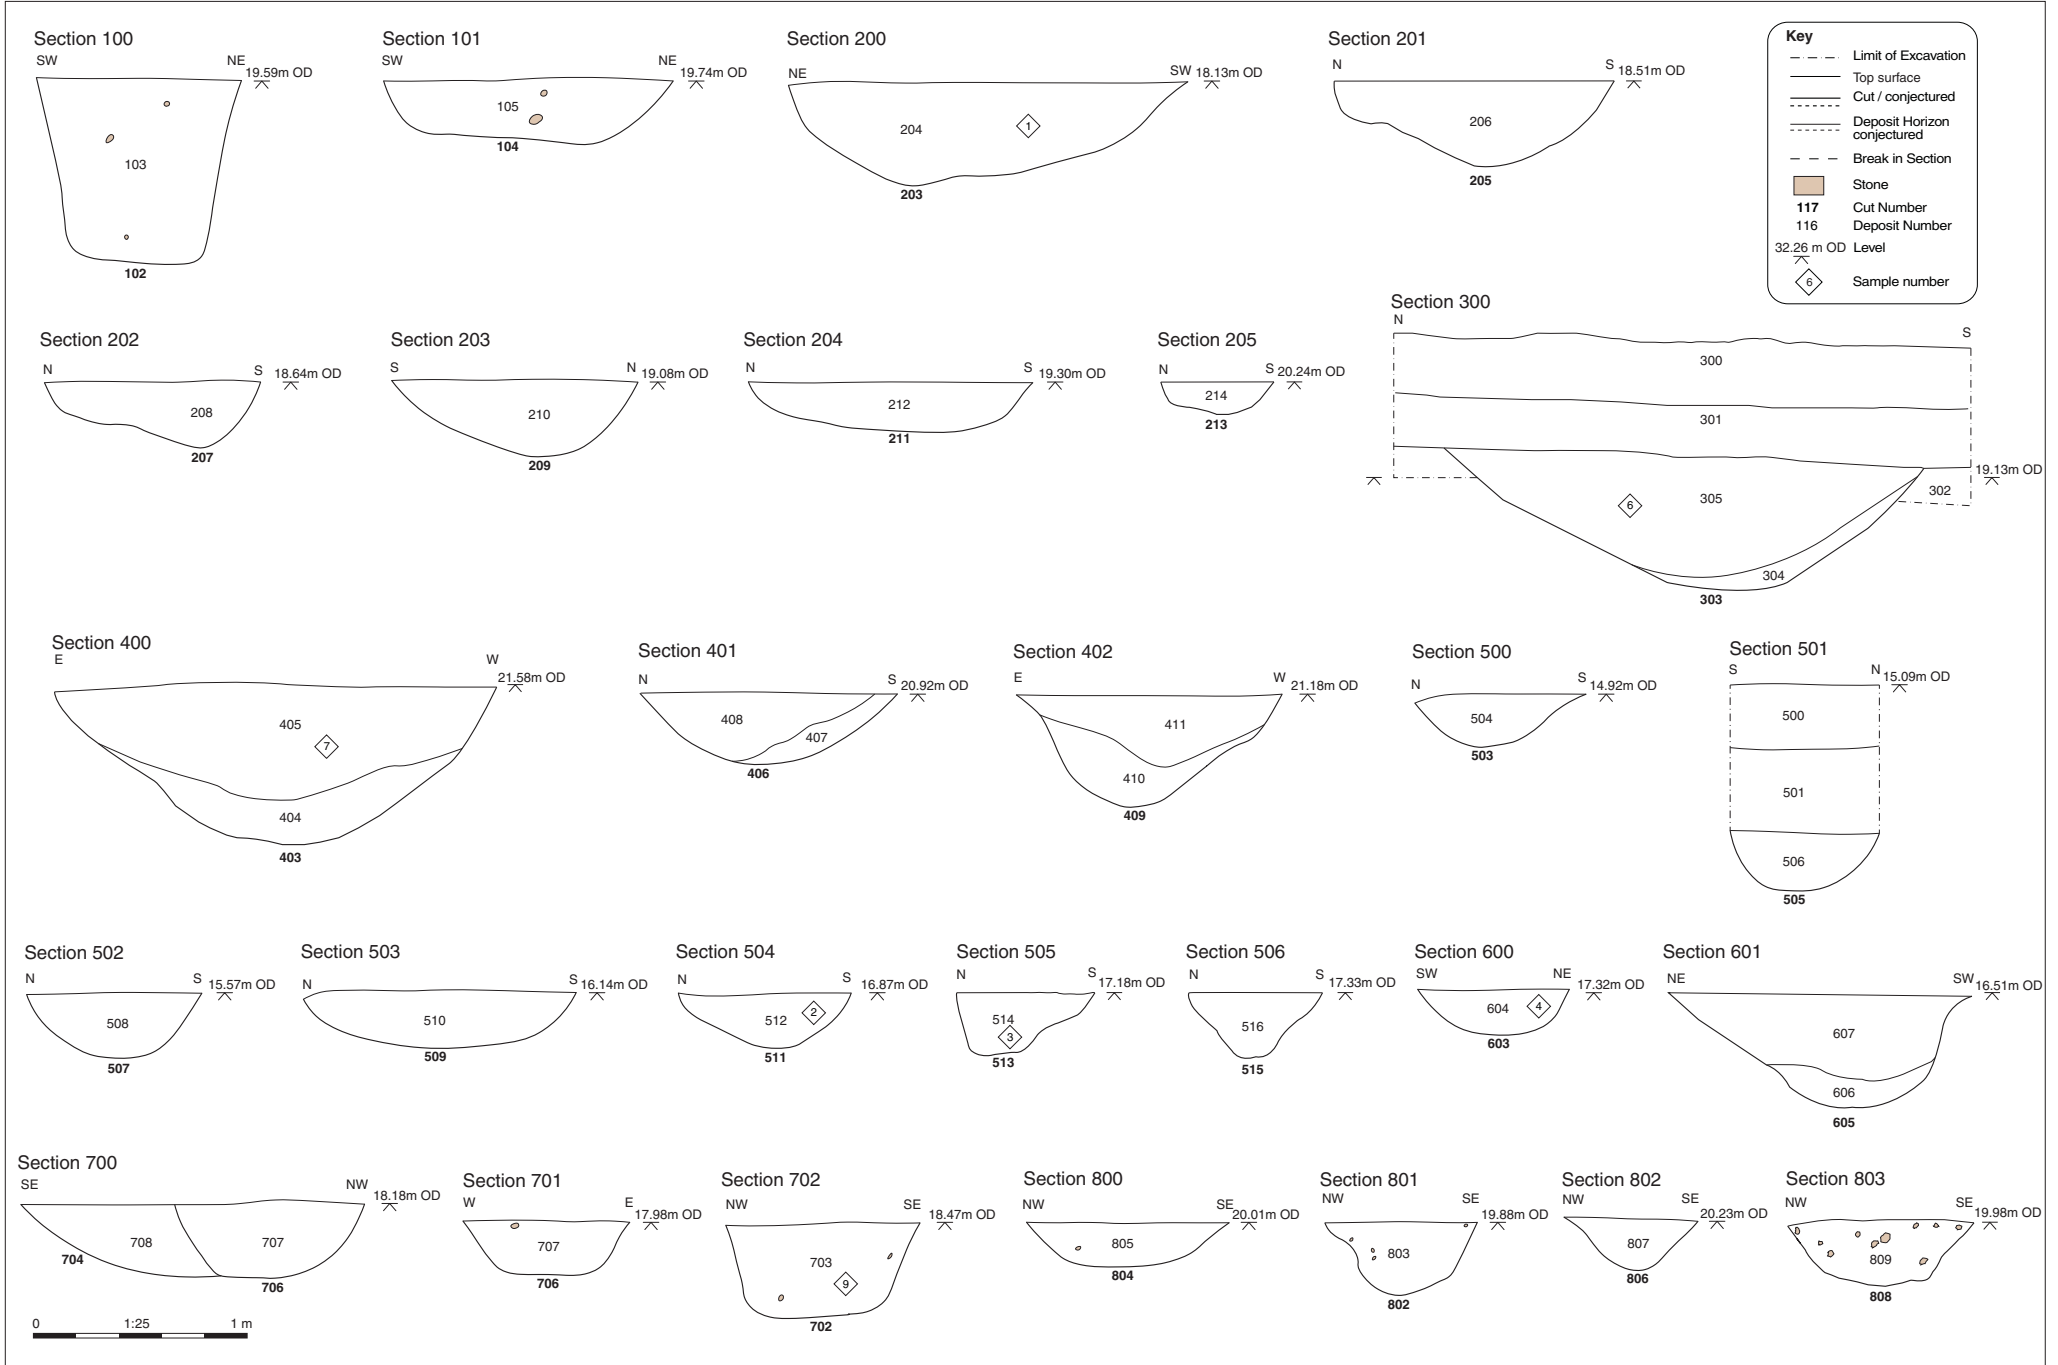 Section 100
SW NE 19.59m OD
103
102
Section 101
SW NE 19.74m OD
105
104
Section 200
NE SW 18.13m OD
204 1
203
Section 201
N S 18.51m OD
206
205
Key
Limit of Excavation
Top surface
Cut / conjectured
Deposit Horizon
conjectured
Break in Section
Stone
117 Cut Number
116 Deposit Number
32.26 m OD Level
6 Sample number
Section 202
N S 18.64m OD
208
207
Section 203
S N 19.08m OD
210
209
Section 204
N S 19.30m OD
212
211
Section 205
N S 20.24m OD
214
213
Section 300
N S
300
301
19.13m OD
302
305
6
304
303
Section 400
E W 21.58m OD
405
7
404
403
Section 401
N S 20.92m OD
408
407
406
Section 402
E W 21.18m OD
411
410
409
Section 500
N S 14.92m OD
504
503
Section 501
S N 15.09m OD
500
501
506
505
Section 502
N S 15.57m OD
508
507
Section 503
N S 16.14m OD
510
509
Section 504
N S 16.87m OD
512 2
511
Section 505
N S 17.18m OD
514
3
513
Section 506
N S 17.33m OD
516
515
Section 600
SW NE 17.32m OD
604 4
603
Section 601
NE SW 16.51m OD
607
606
605
Section 700
SE NW 18.18m OD
708 707
704 706
Section 701
W E 17.98m OD
707
706
Section 702
NW SE 18.47m OD
703
9
702
Section 800
NW SE 20.01m OD
805
804
Section 801
NW SE 19.88m OD
803
802
Section 802
NW SE 20.23m OD
807
806
Section 803
NW SE 19.98m OD
809
808
0 1:25 1 m